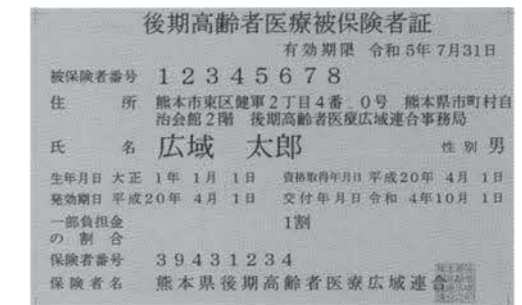 後期高齢者医療被保険者証
有効期限 令和 5年 7月31日
被保険者番号 12345678
住所 熊本市東区健軍2丁目4番_0号 熊本県市町村自
治会館2階 後期高齢者医療広域連合事務局
氏名 広域 太郎 性別 男
生年月日 大正 1年 1月 1日 資格取得年月日 平成20年 4月 1日
発効期日 平成20年 4月 1日 交付年月日 令和 4年10月 1日
一部負担金
の割合 1割
保険者番号 39431234
保険者名 熊本県後期高齢者医療広域連合